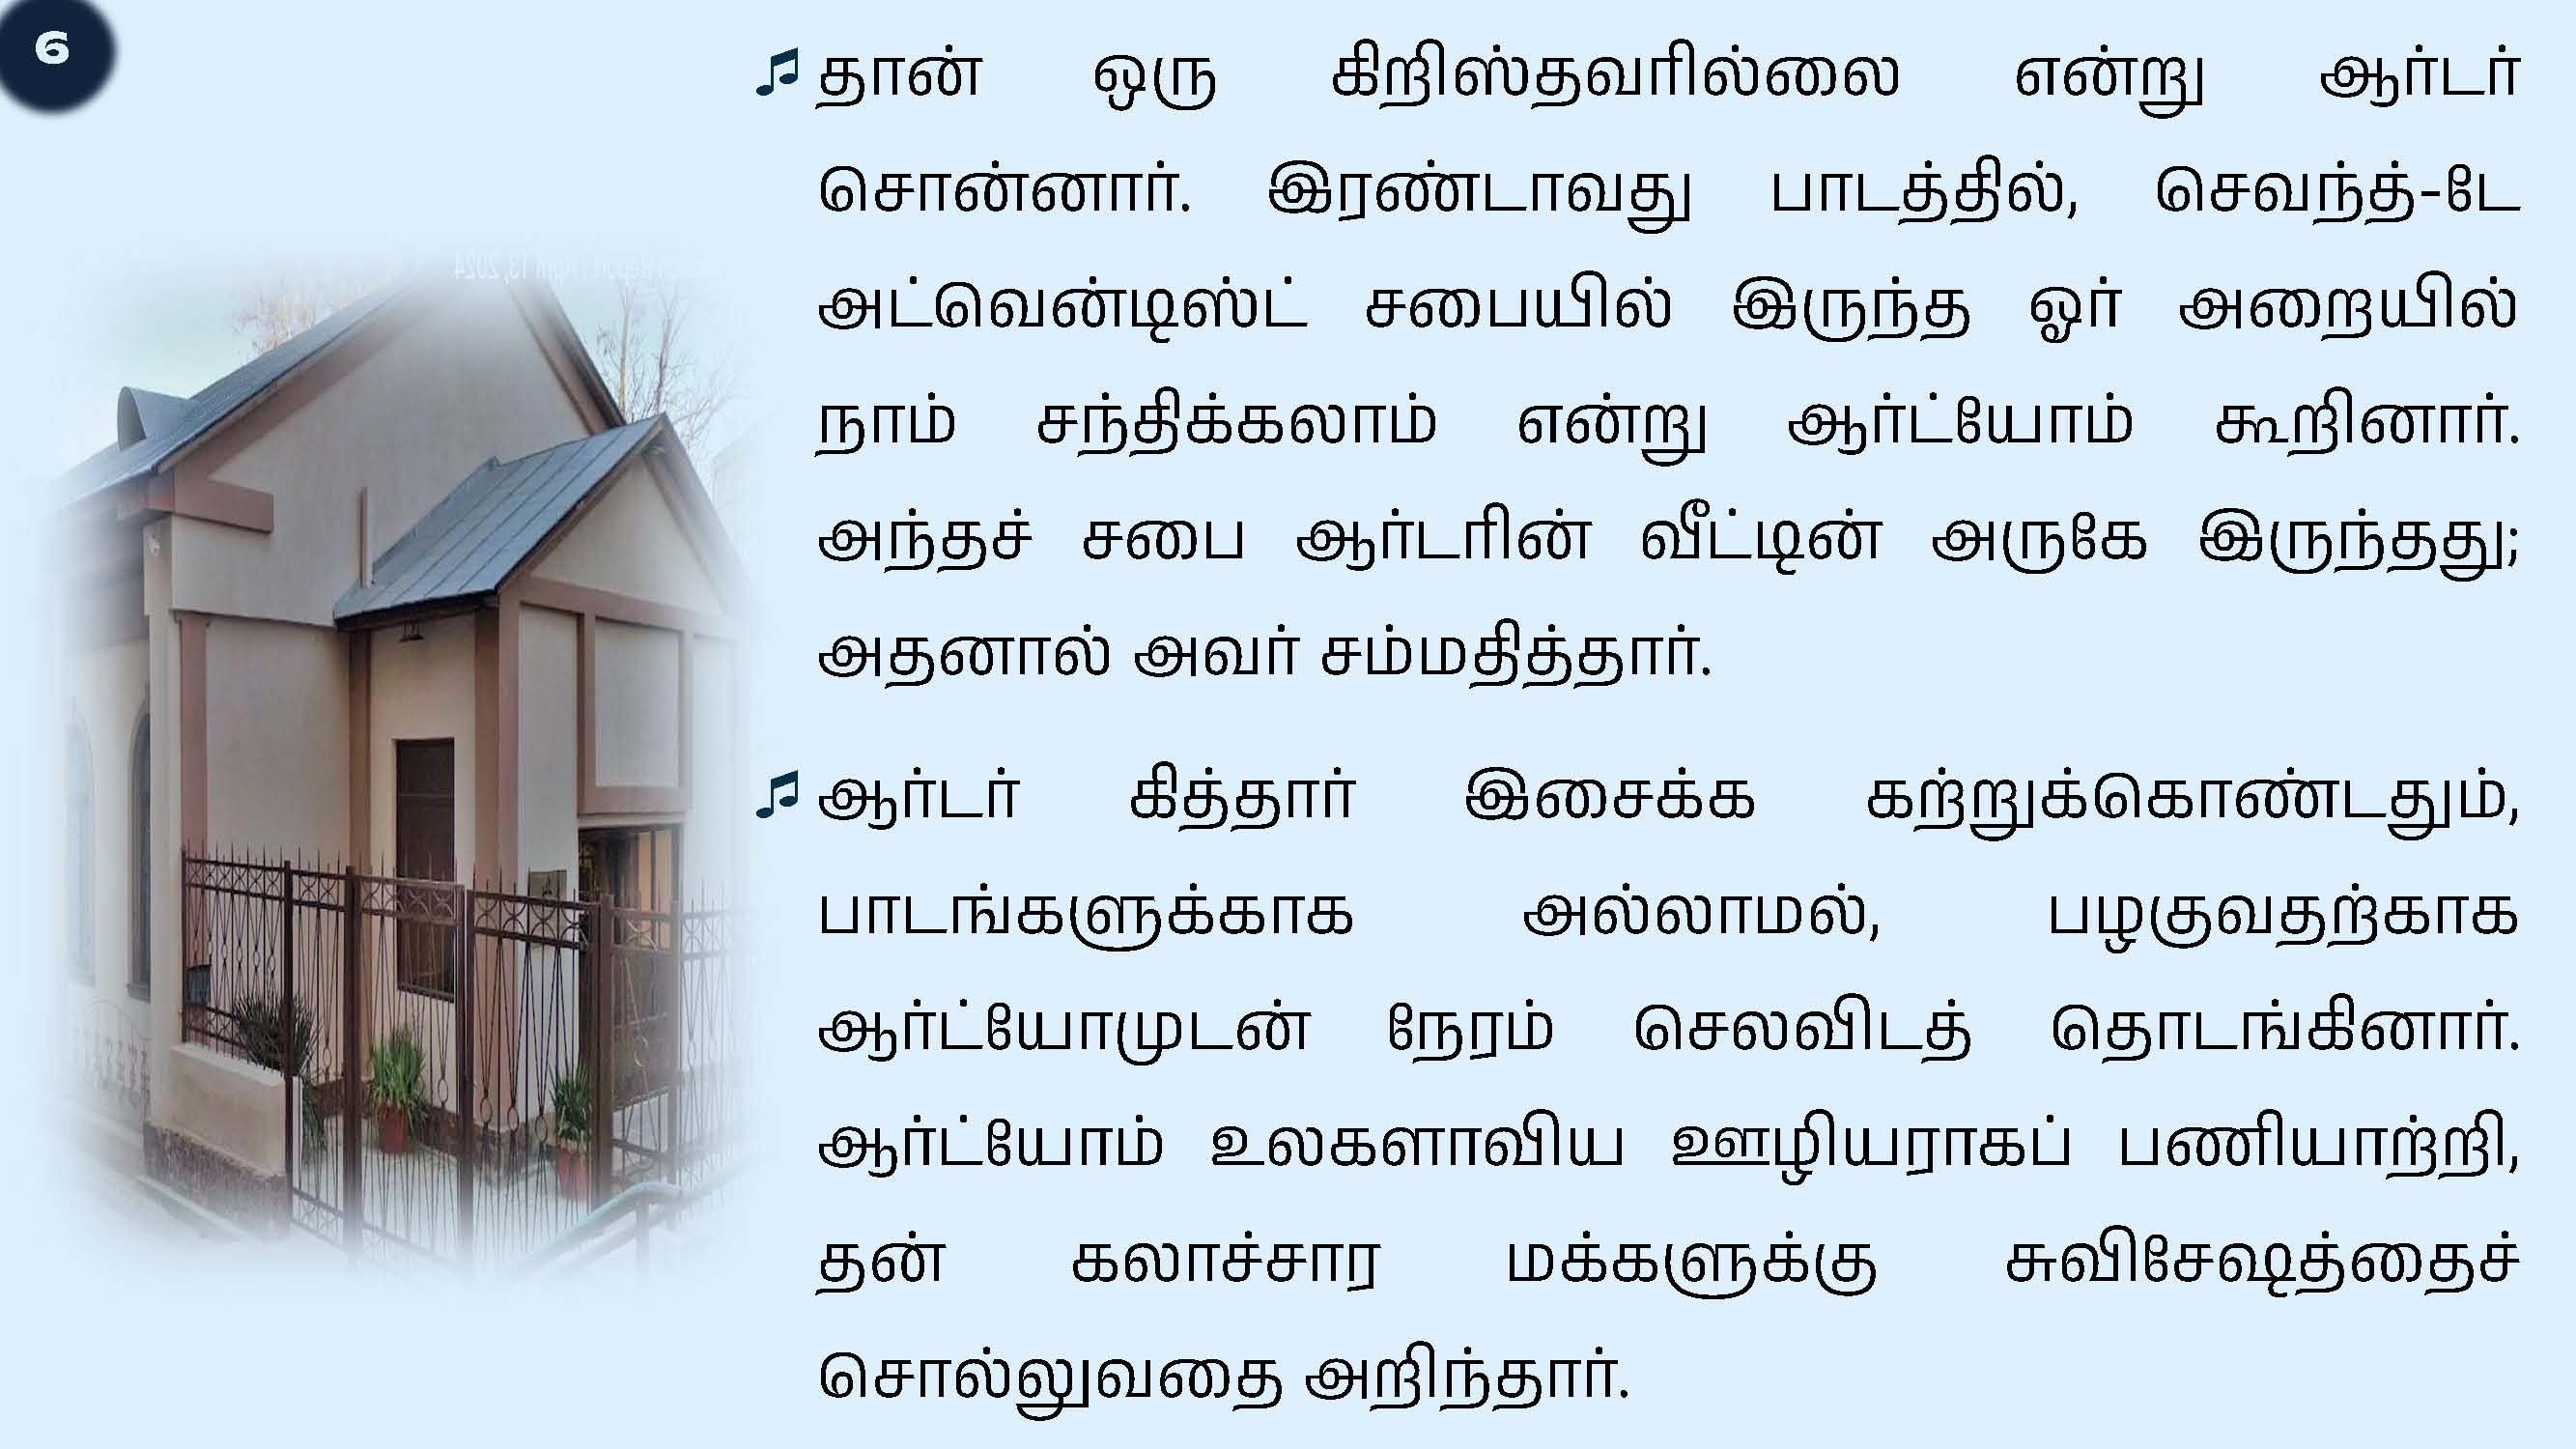 6
தான் ஒரு கிறிஸ்தவரில்லை என்று ஆர்டர்
சொன்னார். இரண்டாவது பாடத்தில், செவந்த்-டே
அட்வென்டிஸ்ட் சபையில் இருந்த ஓர் அறையில்
நாம் சந்திக்கலாம் என்று ஆர்ட்யோம் கூறினார்.
அந்தச் சபை ஆர்டரின் வீட்டின் அருகே இருந்தது;
அதனால் அவர் சம்மதித்தார்.
ஆர்டர் கித்தார் இசைக்க கற்றுக்கொண்டதும்,
பாடங்களுக்காக அல்லாமல், பழகுவதற்காக
ஆர்ட்யோமுடன் நேரம் செலவிடத் தொடங்கினார்.
ஆர்ட்யோம் உலகளாவிய ஊழியராகப் பணியாற்றி,
தன் கலாச்சார மக்களுக்கு சுவிசேஷத்தைச்
சொல்லுவதை அறிந்தார்.